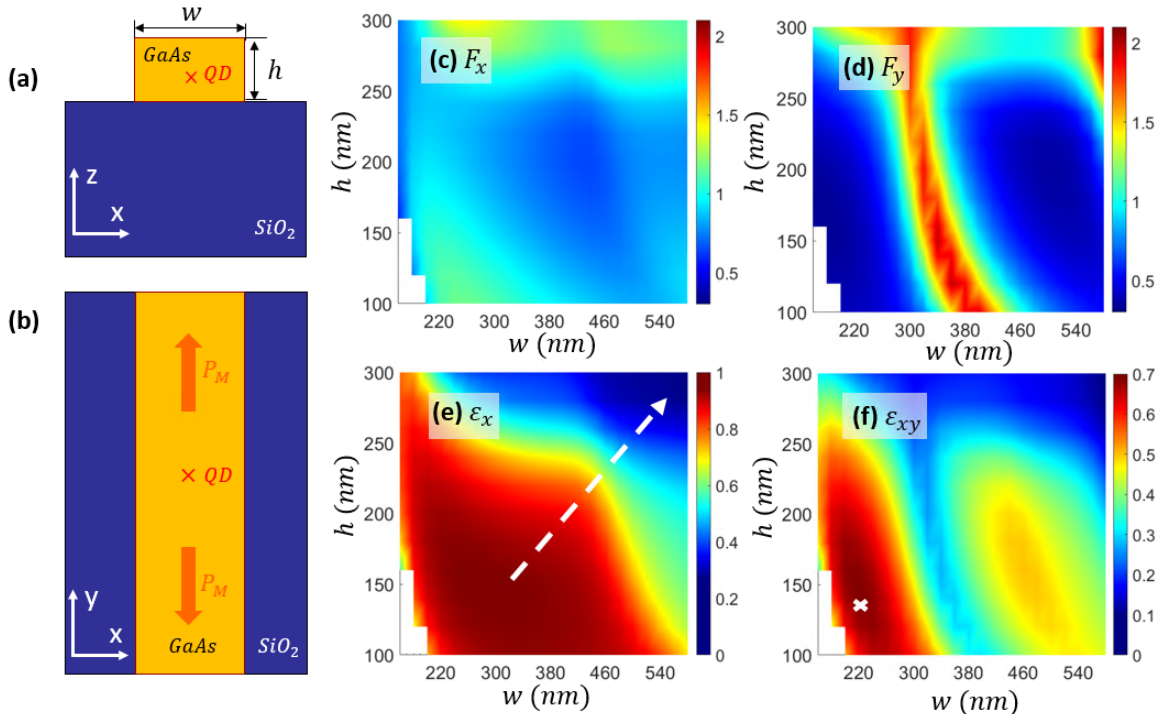 (a)
w
GaAs
× QD
h
z
x
SiO₂
(b)
P_M
× QD
P_M
y
x
GaAs
SiO₂
(c) F_x
300
250
200
150
100
h (nm)
220
300
380
460
540
w (nm)
2
1.5
1
0.5
(d) F_y
300
250
200
150
100
h (nm)
220
300
380
460
540
w (nm)
2
1.5
1
0.5
(e) ε_x
300
250
200
150
100
h (nm)
220
300
380
460
540
w (nm)
1
0.8
0.6
0.4
0.2
0
(f) ε_xy
300
250
200
150
100
h (nm)
220
300
380
460
540
w (nm)
0.7
0.6
0.5
0.4
0.3
0.2
0.1
0